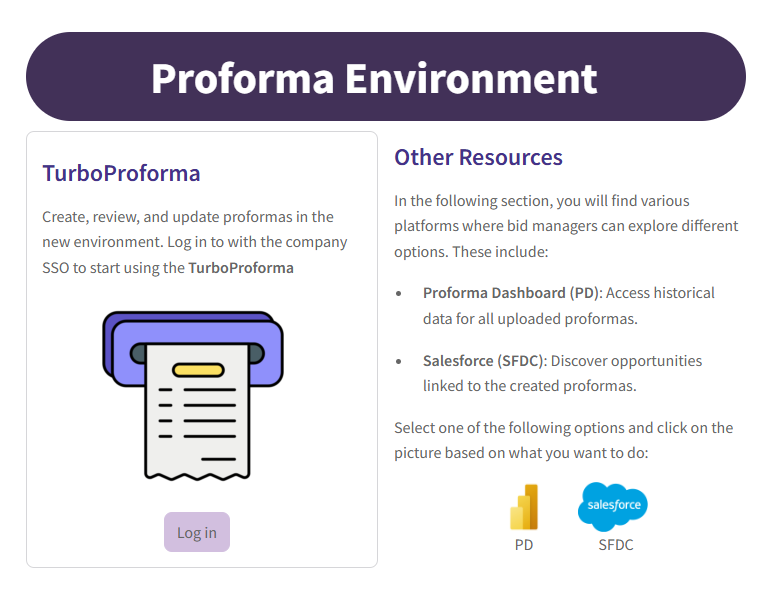 Proforma Environment
TurboProforma
Create, review, and update proformas in the
new environment. Log in to with the company
SSO to start using the TurboProforma
Log in
Other Resources
In the following section, you will find various
platforms where bid managers can explore different
options. These include:
• Proforma Dashboard (PD): Access historical
data for all uploaded proformas.
• Salesforce (SFDC): Discover opportunities
linked to the created proformas.
Select one of the following options and click on the
picture based on what you want to do:
salesforce
PD
SFDC